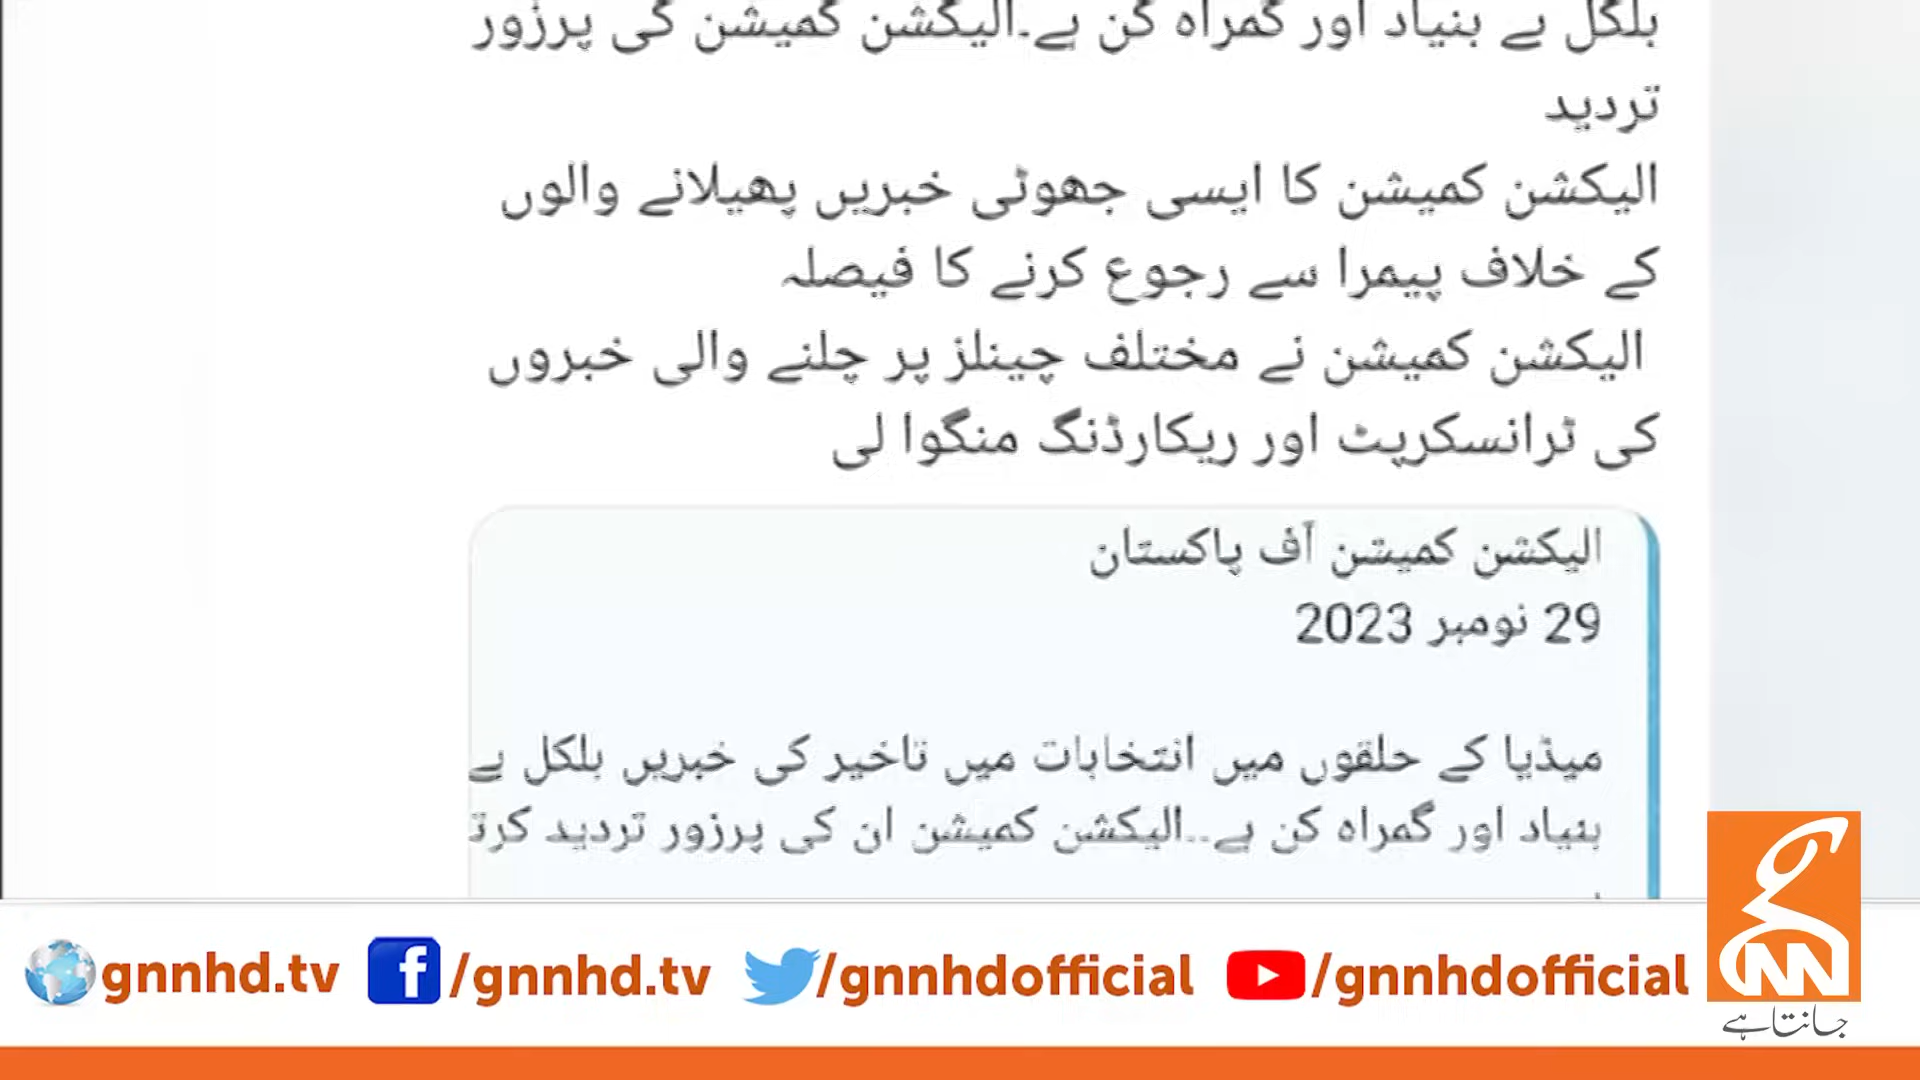 بلکل بے بنیاد اور گمراہ کن ہے۔الیکشن کمیشن کی پرزور
تردید
الیکشن کمیشن کا ایسی جھوٹی خبریں پھیلانے والوں
کے خلاف پیمرا سے رجوع کرنے کا فیصلہ
الیکشن کمیشن نے مختلف چینلز پر چلنے والی خبروں
کی ٹرانسکرپٹ اور ریکارڈنگ منگوا لی
الیکشن کمیشن آف پاکستان
29 نومبر 2023
میڈیا کے حلقوں میں انتخابات میں تاخیر کی خبریں بلکل بے
بنیاد اور گمراہ کن ہے۔۔الیکشن کمیشن ان کی پرزور تردید کرتا
gnnhd.tv /gnnhd.tv /gnnhdofficial /gnnhdofficial
GNN
جانتا ہے